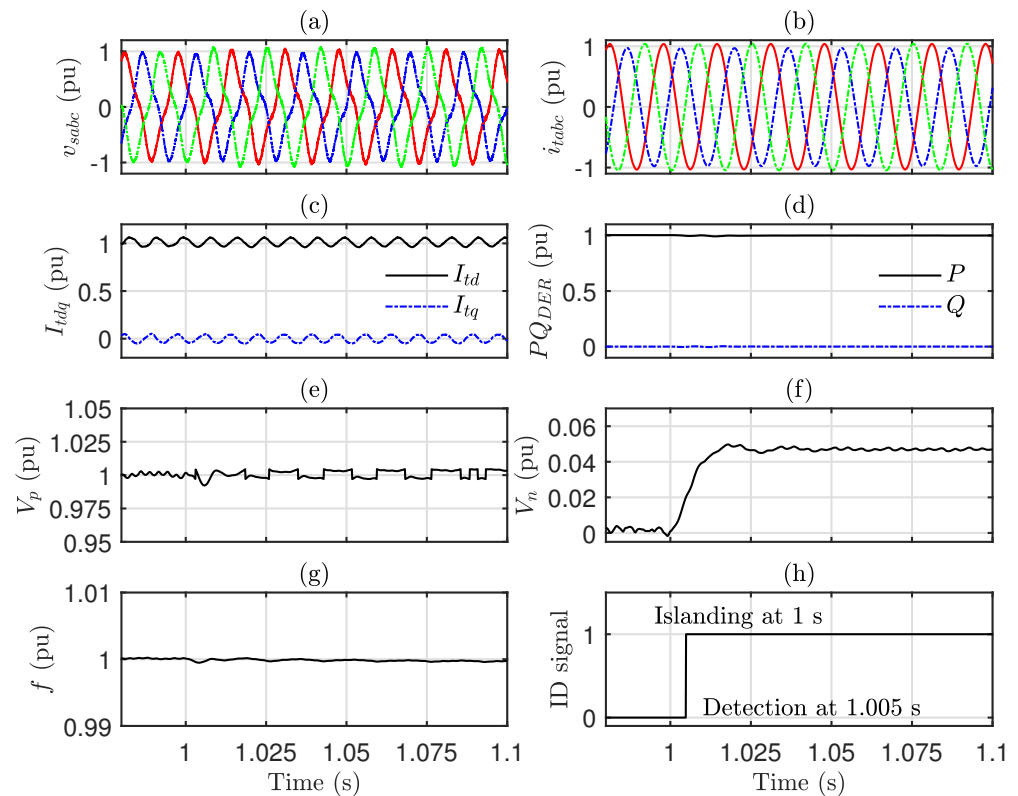 (a)
1
0
-1
v_sabc (pu)
(b)
1
0
-1
i_tabc (pu)
(c)
1
0.5
0
I_tdq (pu)
I_td
I_tq
(d)
1
0.5
0
PQ_DER (pu)
P
Q
(e)
1.05
1.025
1
0.975
0.95
V_p (pu)
(f)
0.06
0.04
0.02
0
V_n (pu)
(g)
1.01
1
0.99
f (pu)
1
1.025
1.05
1.075
1.1
Time (s)
(h)
1
0
ID signal
Islanding at 1 s
Detection at 1.005 s
1
1.025
1.05
1.075
1.1
Time (s)